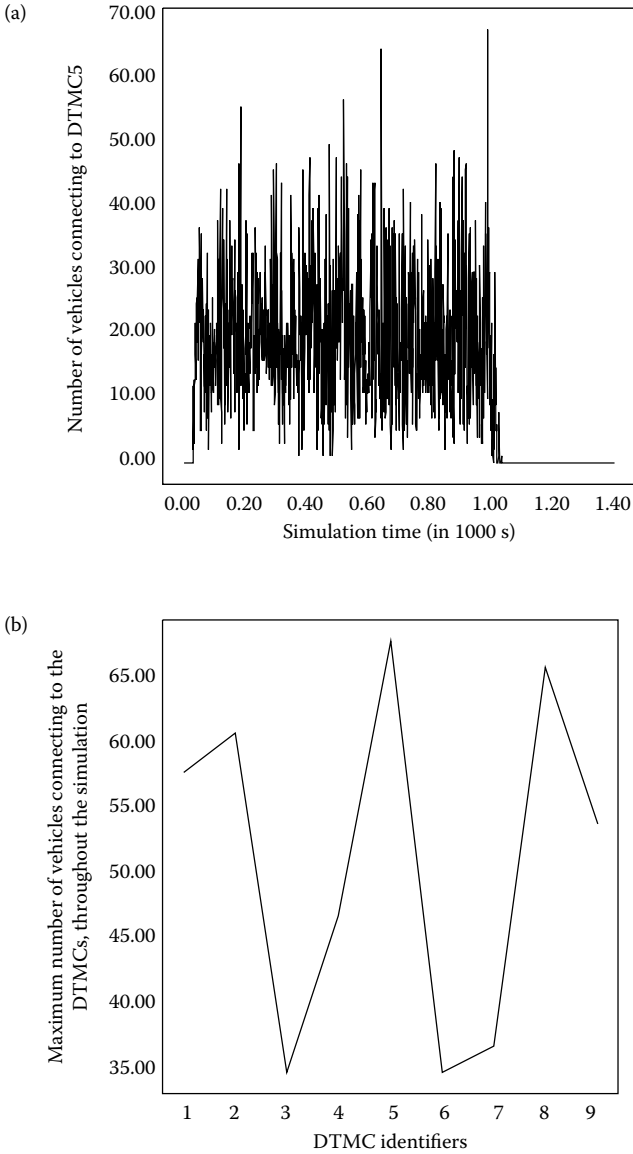 (a)
Number of vehicles connecting to DTMC5
70.00
60.00
50.00
40.00
30.00
20.00
10.00
0.00
0.00 0.20 0.40 0.60 0.80 1.00 1.20 1.40
Simulation time (in 1000 s)
(b)
Maximum number of vehicles connecting to the
DTMCs, throughout the simulation
65.00
60.00
55.00
50.00
45.00
40.00
35.00
1 2 3 4 5 6 7 8 9
DTMC identifiers